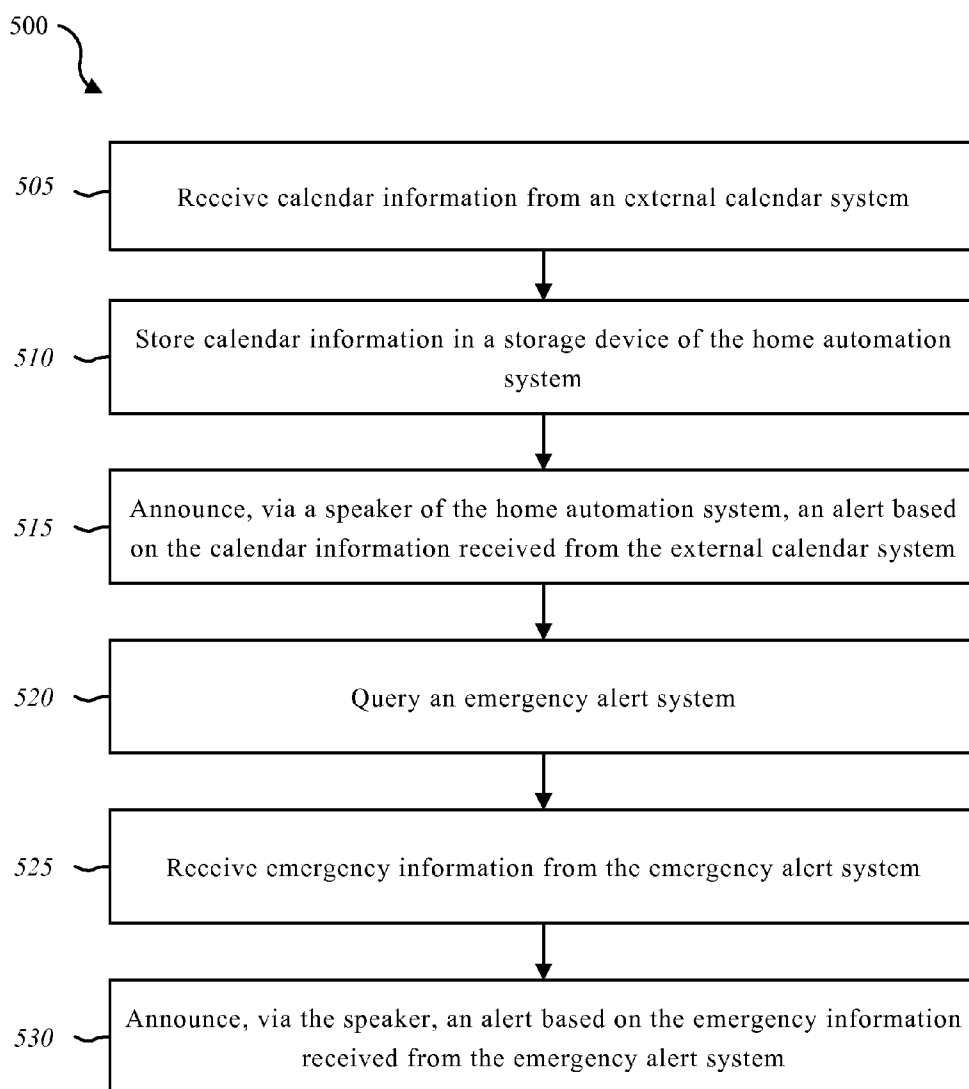 500
505
Receive calendar information from an external calendar system
510
Store calendar information in a storage device of the home automation
system
515
Announce, via a speaker of the home automation system, an alert based
on the calendar information received from the external calendar system
520
Query an emergency alert system
525
Receive emergency information from the emergency alert system
530
Announce, via the speaker, an alert based on the emergency information
received from the emergency alert system